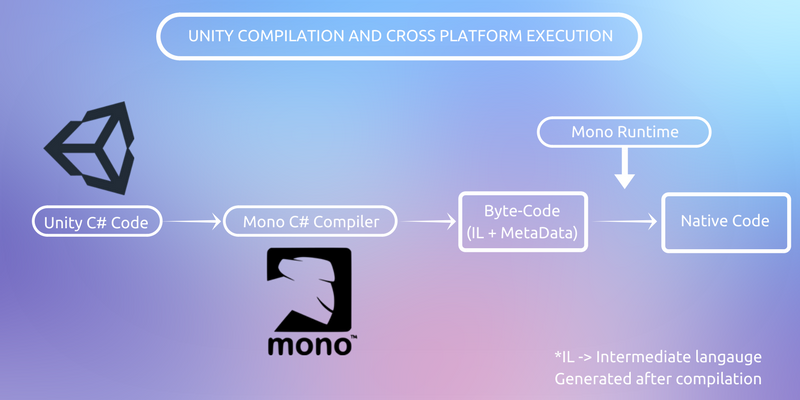 UNITY COMPILATION AND CROSS PLATFORM EXECUTION
Mono Runtime
Unity C# Code
Mono C# Compiler
Byte-Code
(IL + MetaData)
Native Code
mono™
*IL -> Intermediate langauge
Generated after compilation